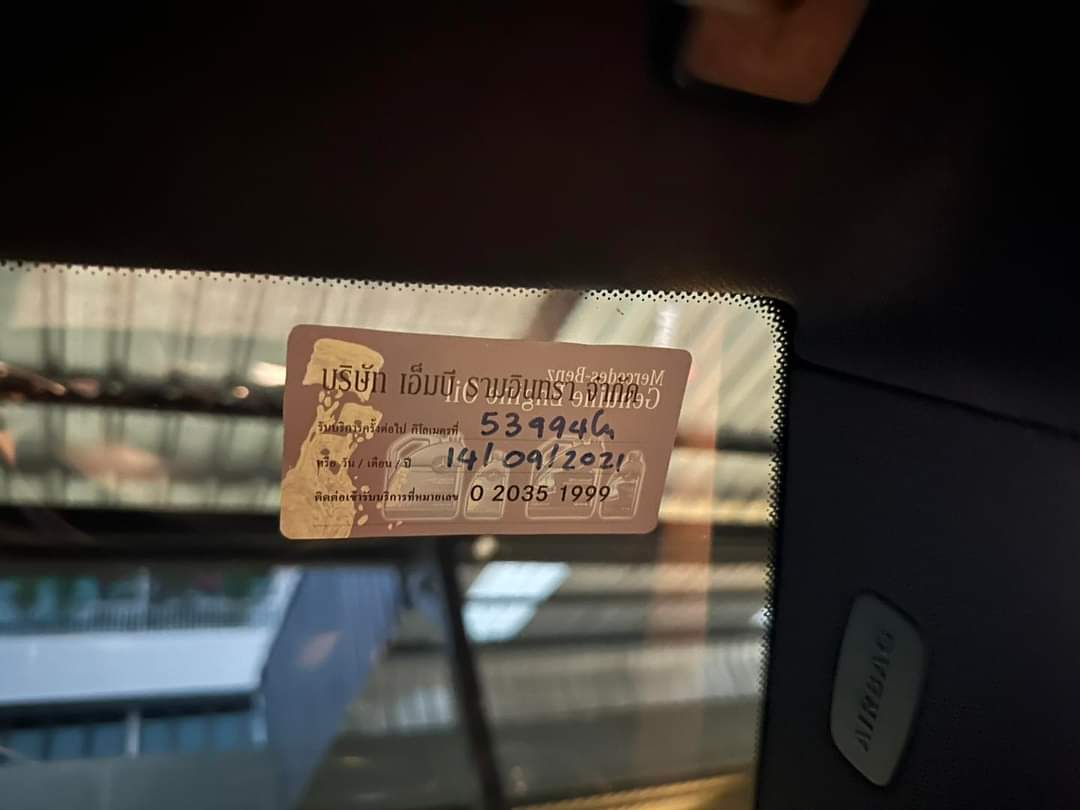 Mercedes-Benz
Genuine Engine Oil
บริษัท เอ็มบี รามอินทรา จำกัด
รับบริการครั้งต่อไป กิโลเมตรที่ 53994
หรือ วัน / เดือน / ปี 14/09/2021
ติดต่อเข้ารับบริการที่หมายเลข 0 2035 1999
AIRBAG